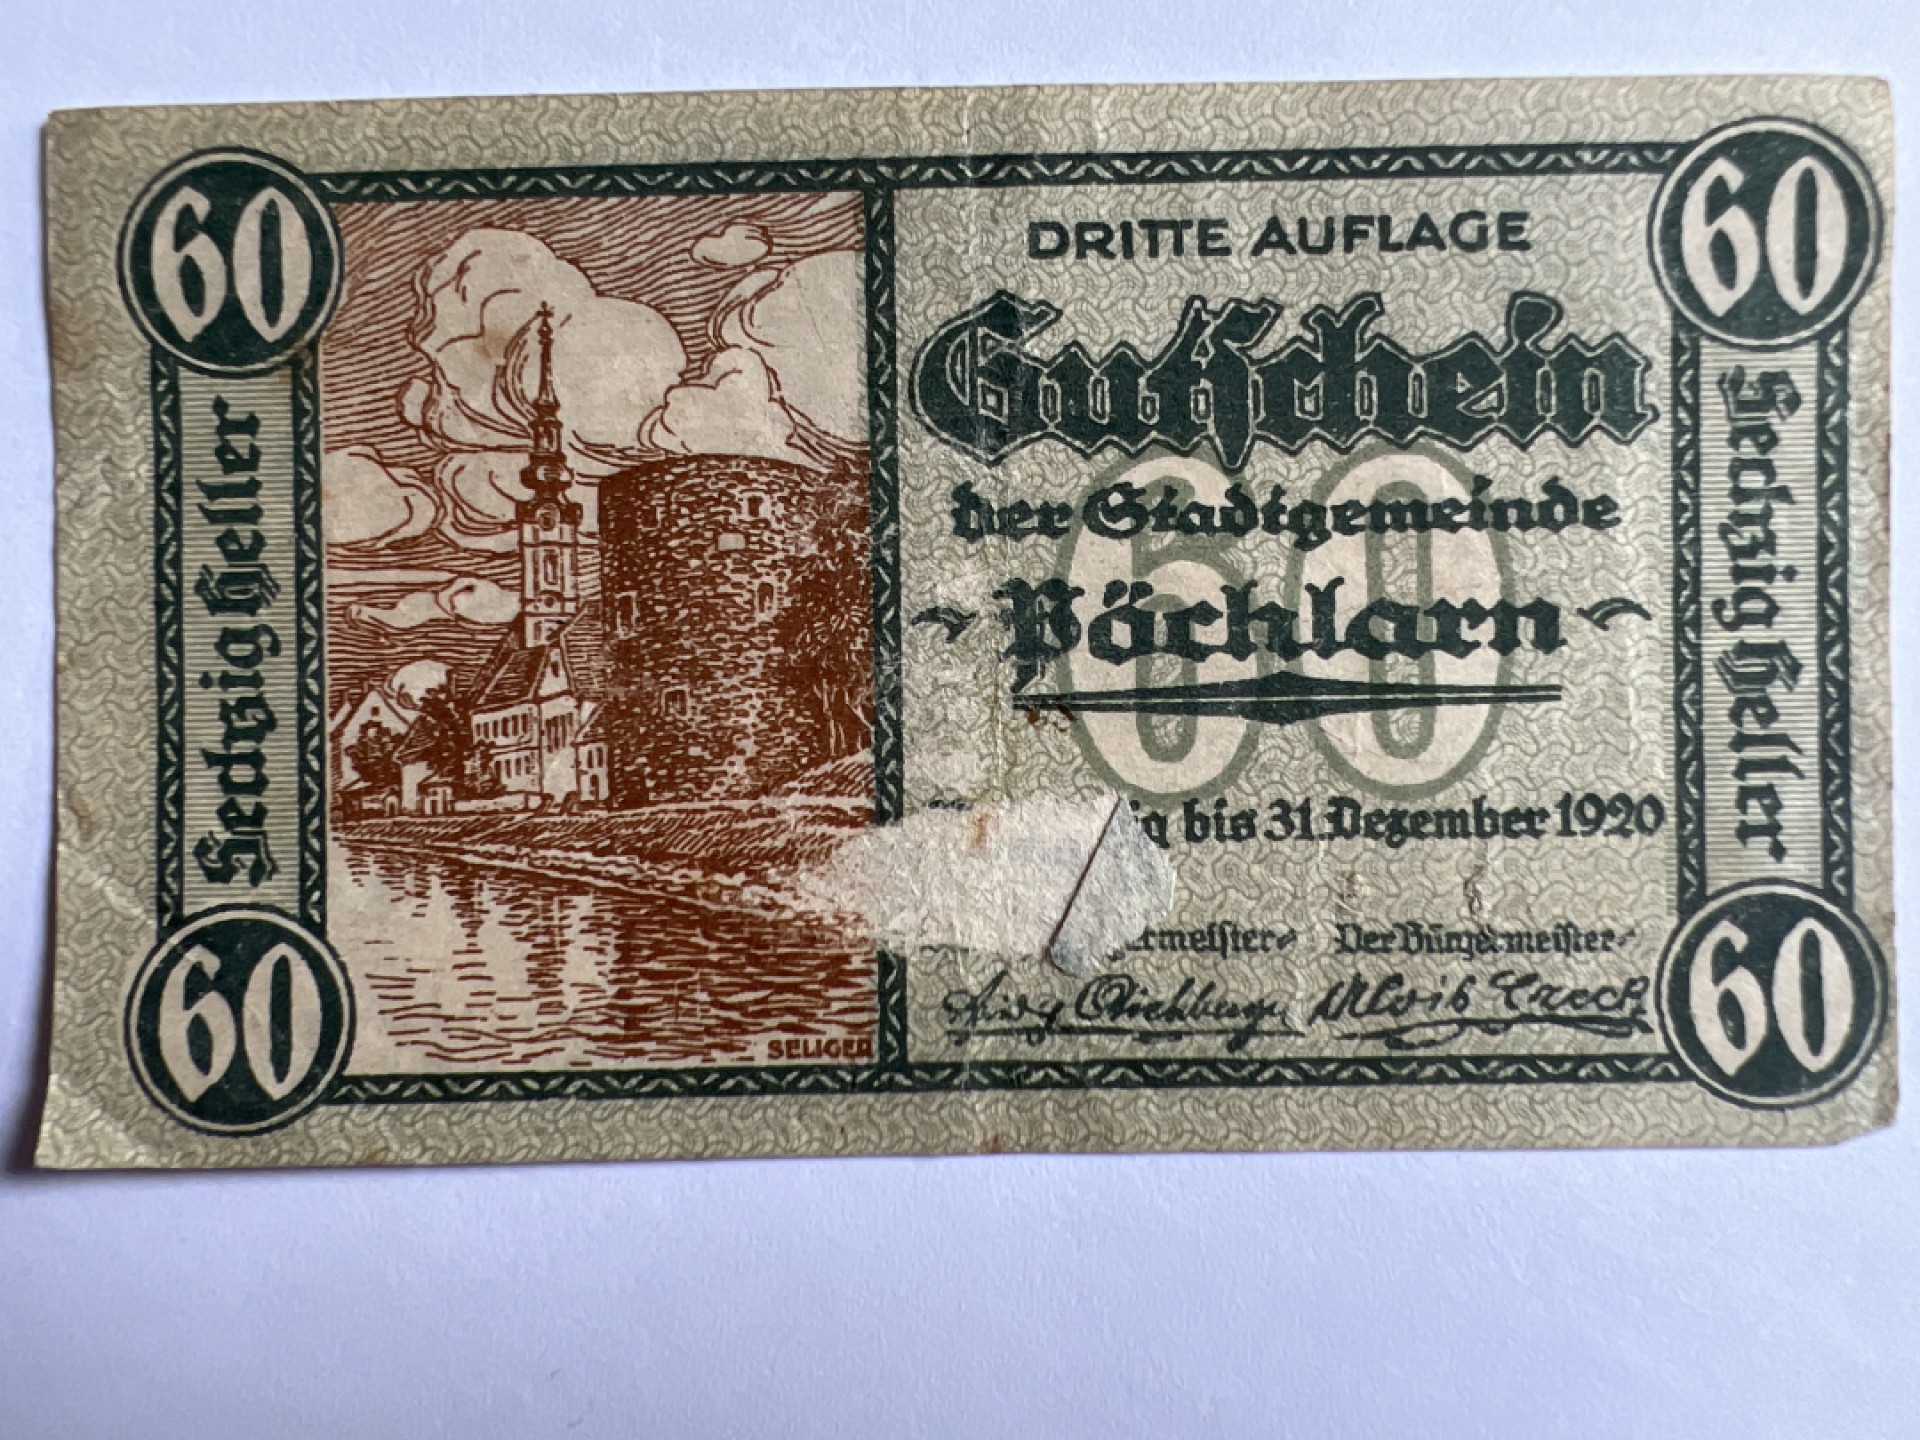 60
60
DRITTE AUFLAGE
Gutschein
der Stadtgemeinde
Pöchlarn
60
bis 31. Dezember 1920
Der Bürgermeister
Alois
SELIGER
Sechzig Heller
Sechzig Heller
60
60